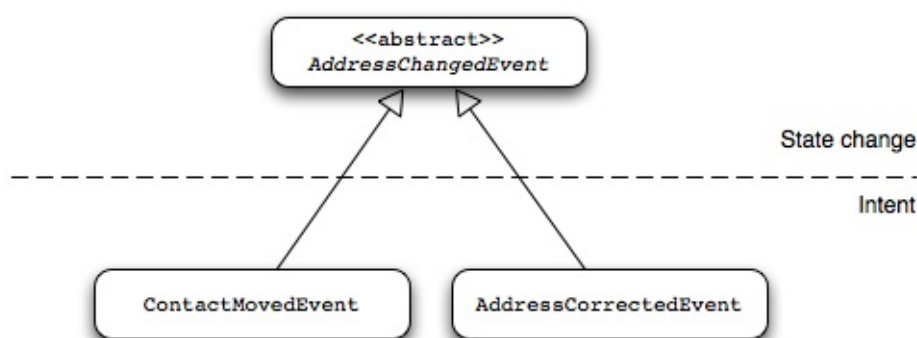 <<abstract>>
AddressChangedEvent
State change
Intent
ContactMovedEvent
AddressCorrectedEvent